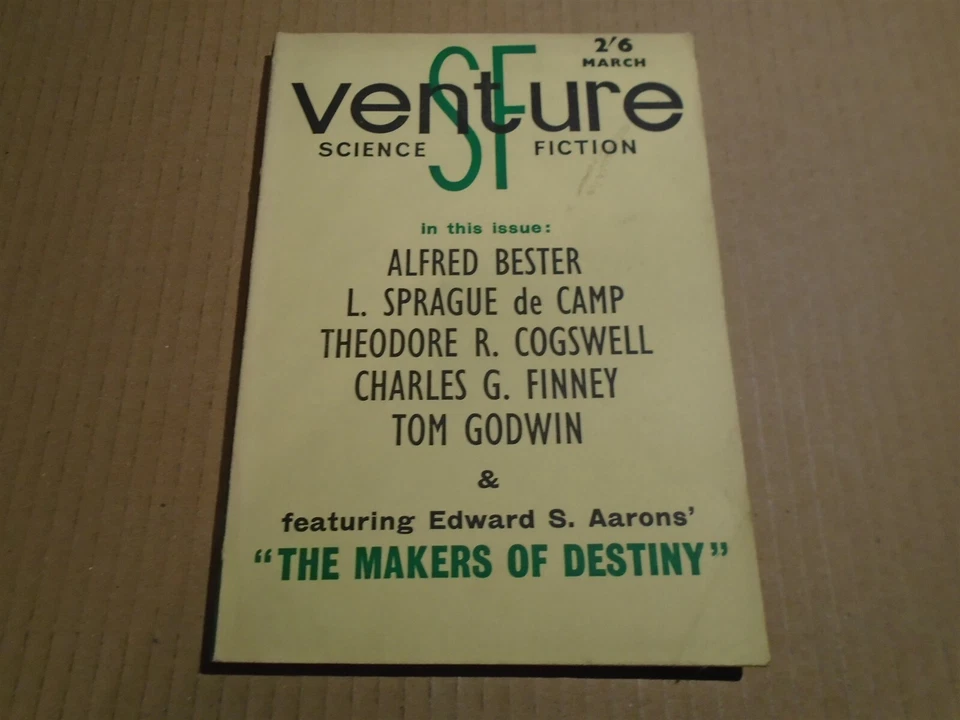 2'6
MARCH
SF
venture
SCIENCE FICTION
in this issue:
ALFRED BESTER
L. SPRAGUE de CAMP
THEODORE R. COGSWELL
CHARLES G. FINNEY
TOM GODWIN
&
featuring Edward S. Aarons'
"THE MAKERS OF DESTINY"